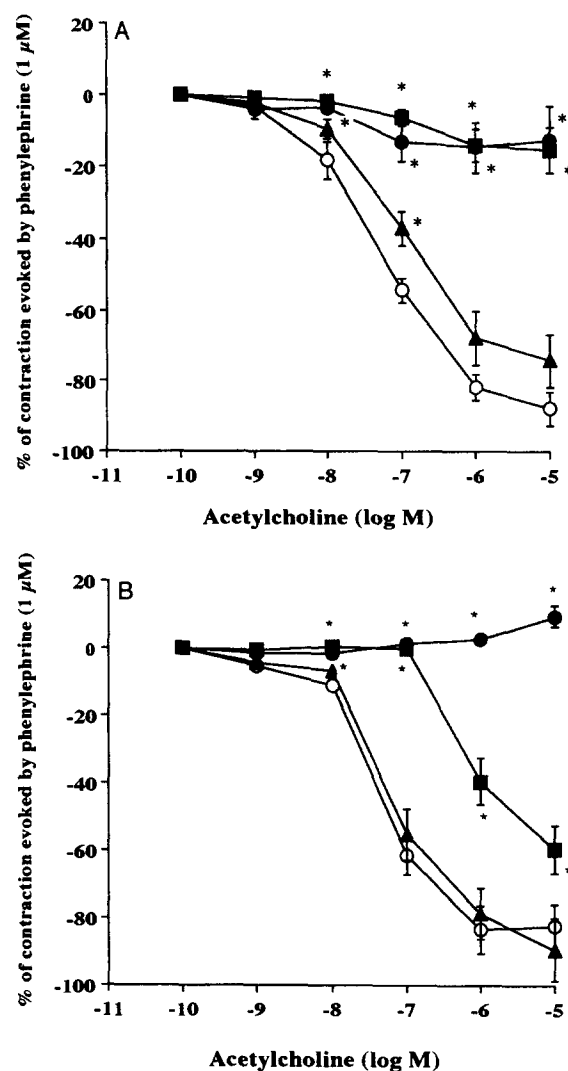 A
% of contraction evoked by phenylephrine (1 μM)
20
0
-20
-40
-60
-80
-100
* * * *
* * * *
*
-11 -10 -9 -8 -7 -6 -5
Acetylcholine (log M)
B
% of contraction evoked by phenylephrine (1 μM)
20
0
-20
-40
-60
-80
-100
* * * *
* * * *
-11 -10 -9 -8 -7 -6 -5
Acetylcholine (log M)